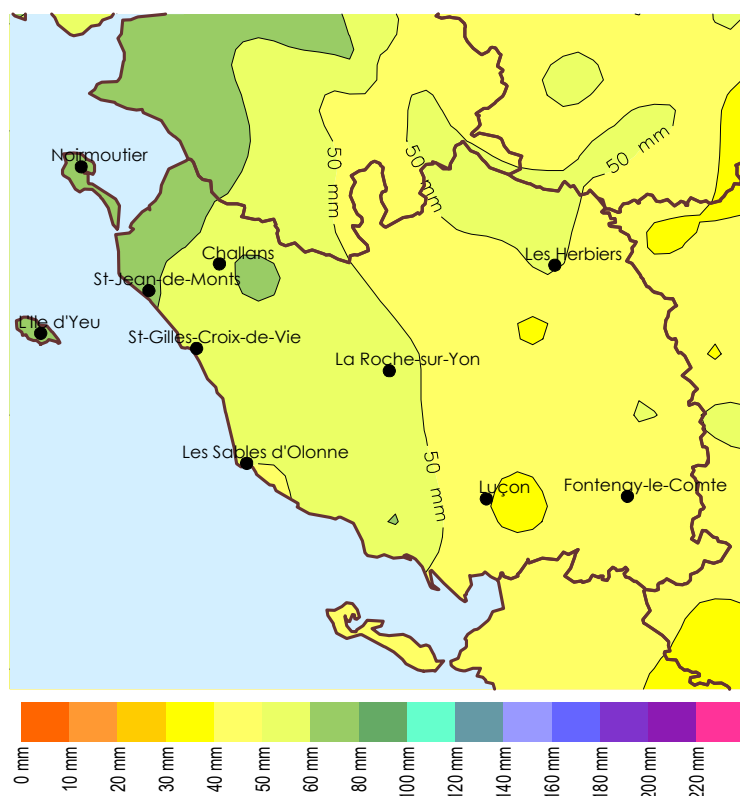 50 mm
50 mm
50 mm
Noirmoutier
Challans
Les Herbiers
St-Jean-de-Monts
L'Ile d'Yeu
St-Gilles-Croix-de-Vie
La Roche-sur-Yon
Les Sables d'Olonne
50 mm
Luçon
Fontenay-le-Comte
0 mm
10 mm
20 mm
30 mm
40 mm
50 mm
60 mm
80 mm
100 mm
120 mm
140 mm
160 mm
180 mm
200 mm
220 mm